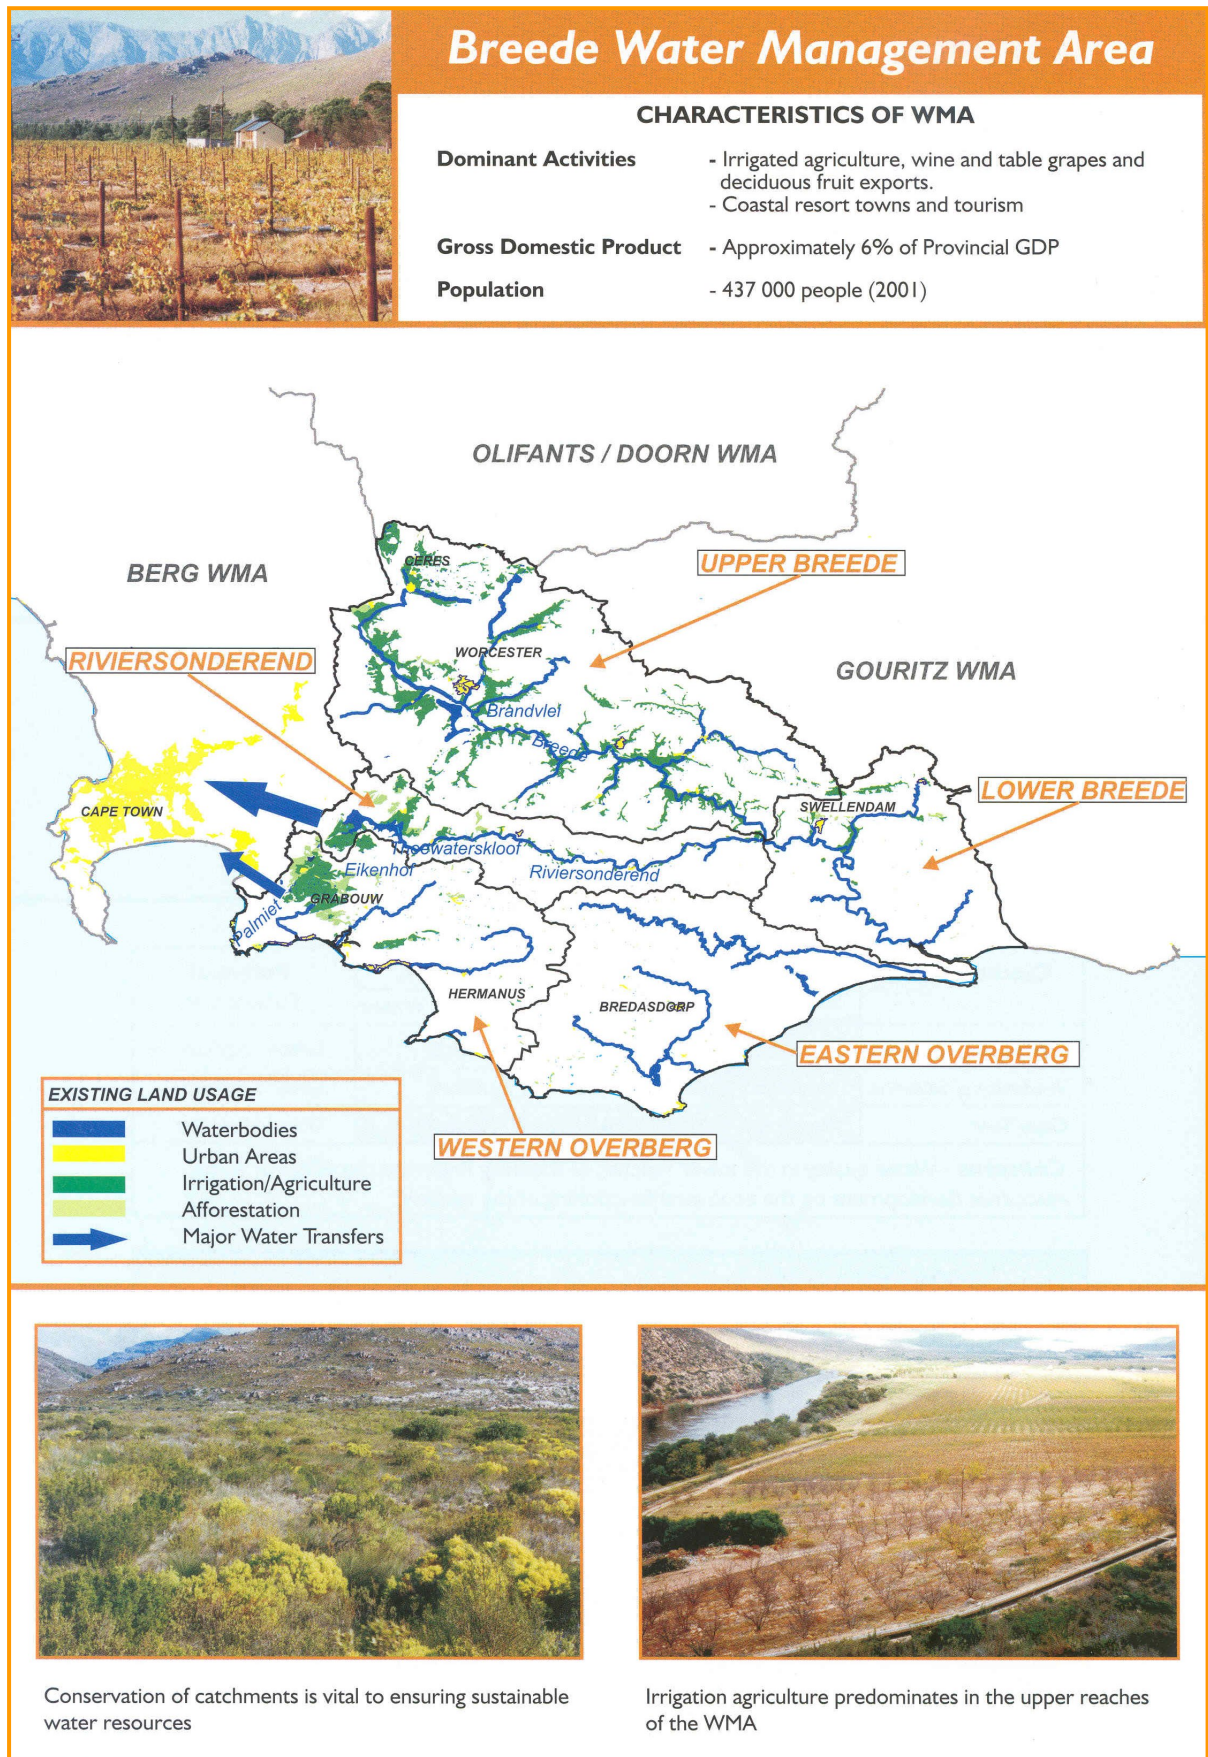 Breede Water Management Area
CHARACTERISTICS OF WMA
Dominant Activities - Irrigated agriculture, wine and table grapes and
deciduous fruit exports.
- Coastal resort towns and tourism
Gross Domestic Product - Approximately 6% of Provincial GDP
Population - 437 000 people (2001)
OLIFANTS / DOORN WMA
BERG WMA
CERES
UPPER BREEDE
WORCESTER
RIVIERSONDEREND
GOURITZ WMA
Brandvlei
Breede
LOWER BREEDE
CAPE TOWN
SWELLENDAM
Theewaterskloof
Eikenhof
Riviersonderend
GRABOUW
Palmiet
HERMANUS
BREDASDORP
EASTERN OVERBERG
WESTERN OVERBERG
EXISTING LAND USAGE
Waterbodies
Urban Areas
Irrigation/Agriculture
Afforestation
Major Water Transfers
Conservation of catchments is vital to ensuring sustainable
water resources
Irrigation agriculture predominates in the upper reaches
of the WMA